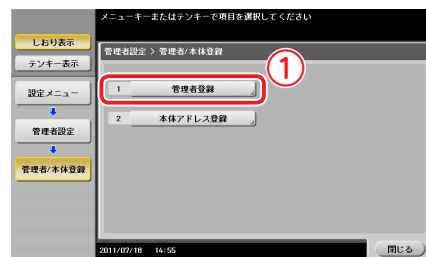 メニューキーまたはテンキーで項目を選択してください
しおり表示
テンキー表示
設定メニュー
管理者設定
管理者/本体登録
管理者設定 > 管理者/本体登録
1
1 管理者登録
2 本体アドレス登録
2011/07/18 14:55
閉じる